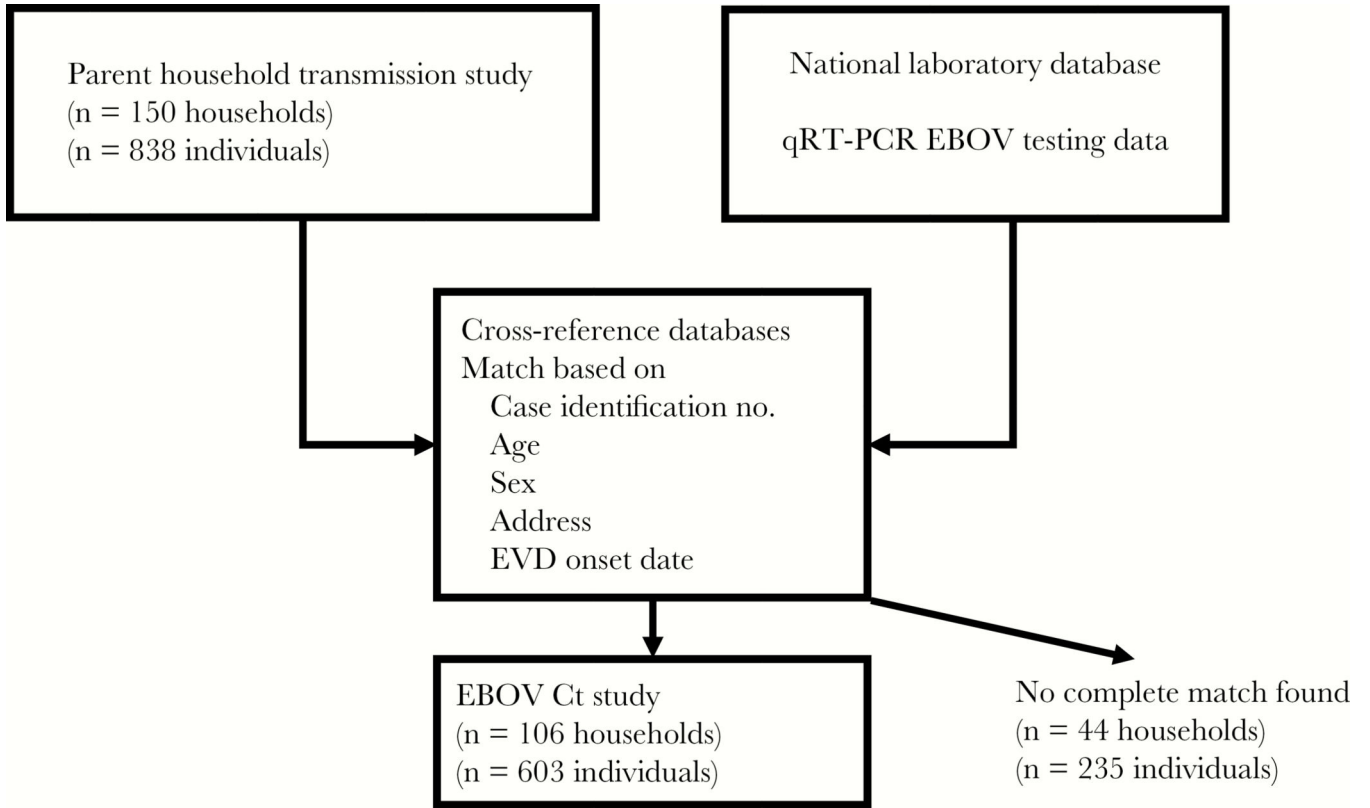 Parent household transmission study
(n = 150 households)
(n = 838 individuals)
National laboratory database
qRT-PCR EBOV testing data
Cross-reference databases
Match based on
Case identification no.
Age
Sex
Address
EVD onset date
EBOV Ct study
(n = 106 households)
(n = 603 individuals)
No complete match found
(n = 44 households)
(n = 235 individuals)